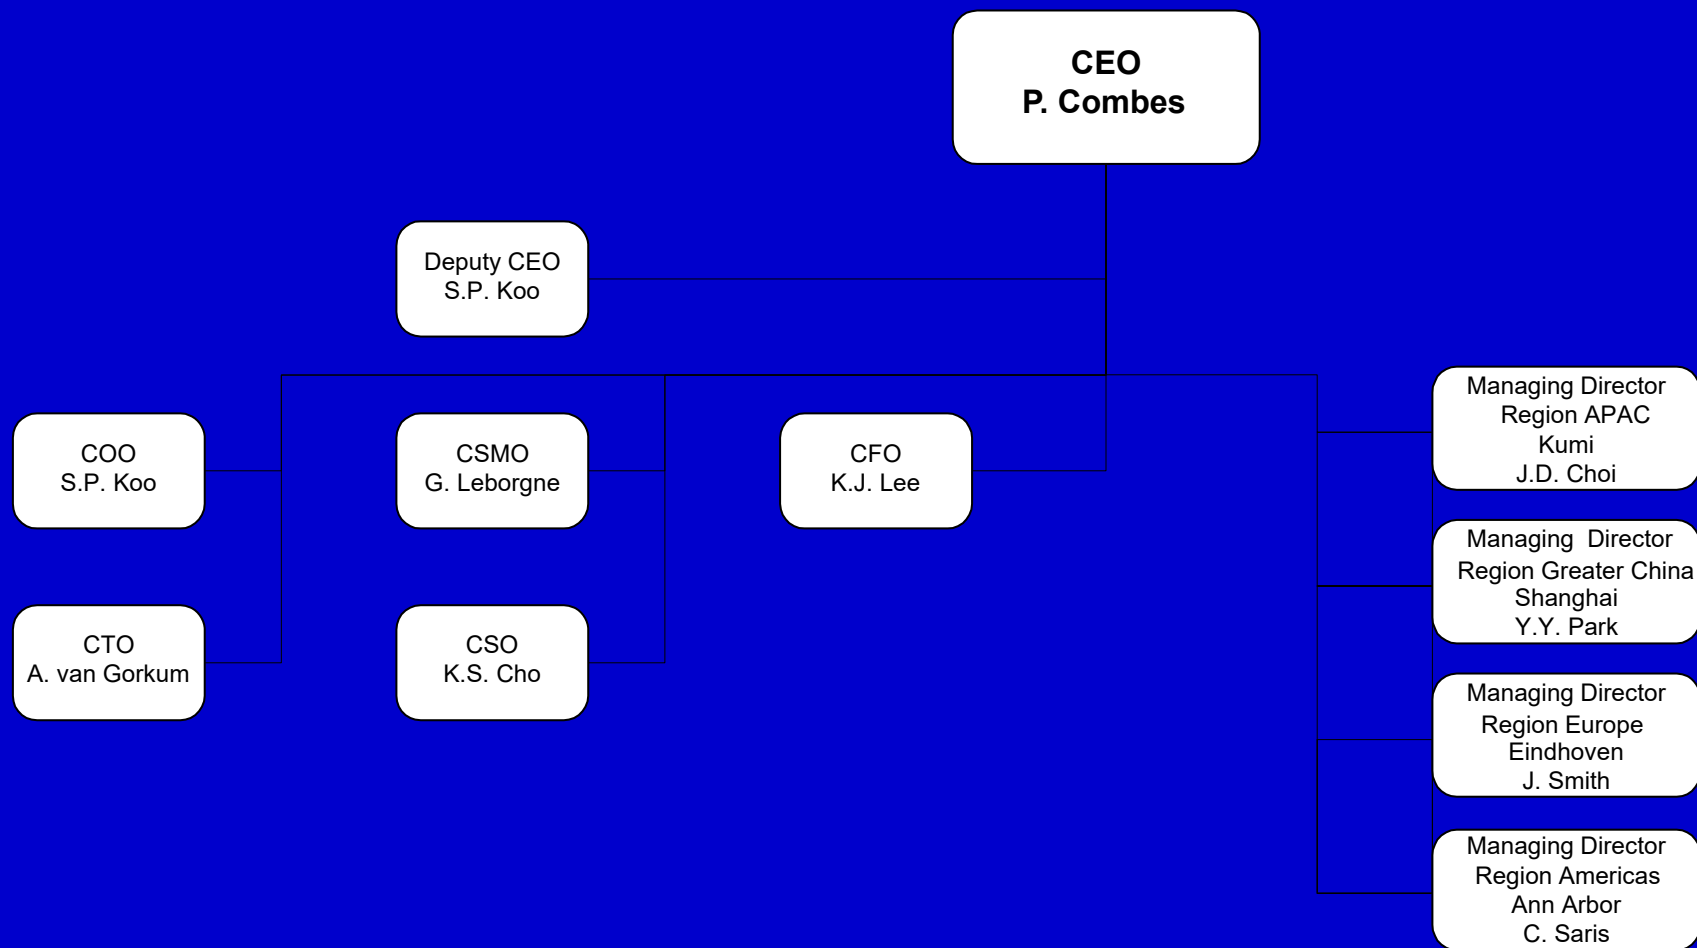 CEO
P. Combes
Deputy CEO
S.P. Koo
COO
S.P. Koo
CSMO
G. Leborgne
CFO
K.J. Lee
CTO
A. van Gorkum
CSO
K.S. Cho
Managing Director
Region APAC
Kumi
J.D. Choi
Managing Director
Region Greater China
Shanghai
Y.Y. Park
Managing Director
Region Europe
Eindhoven
J. Smith
Managing Director
Region Americas
Ann Arbor
C. Saris